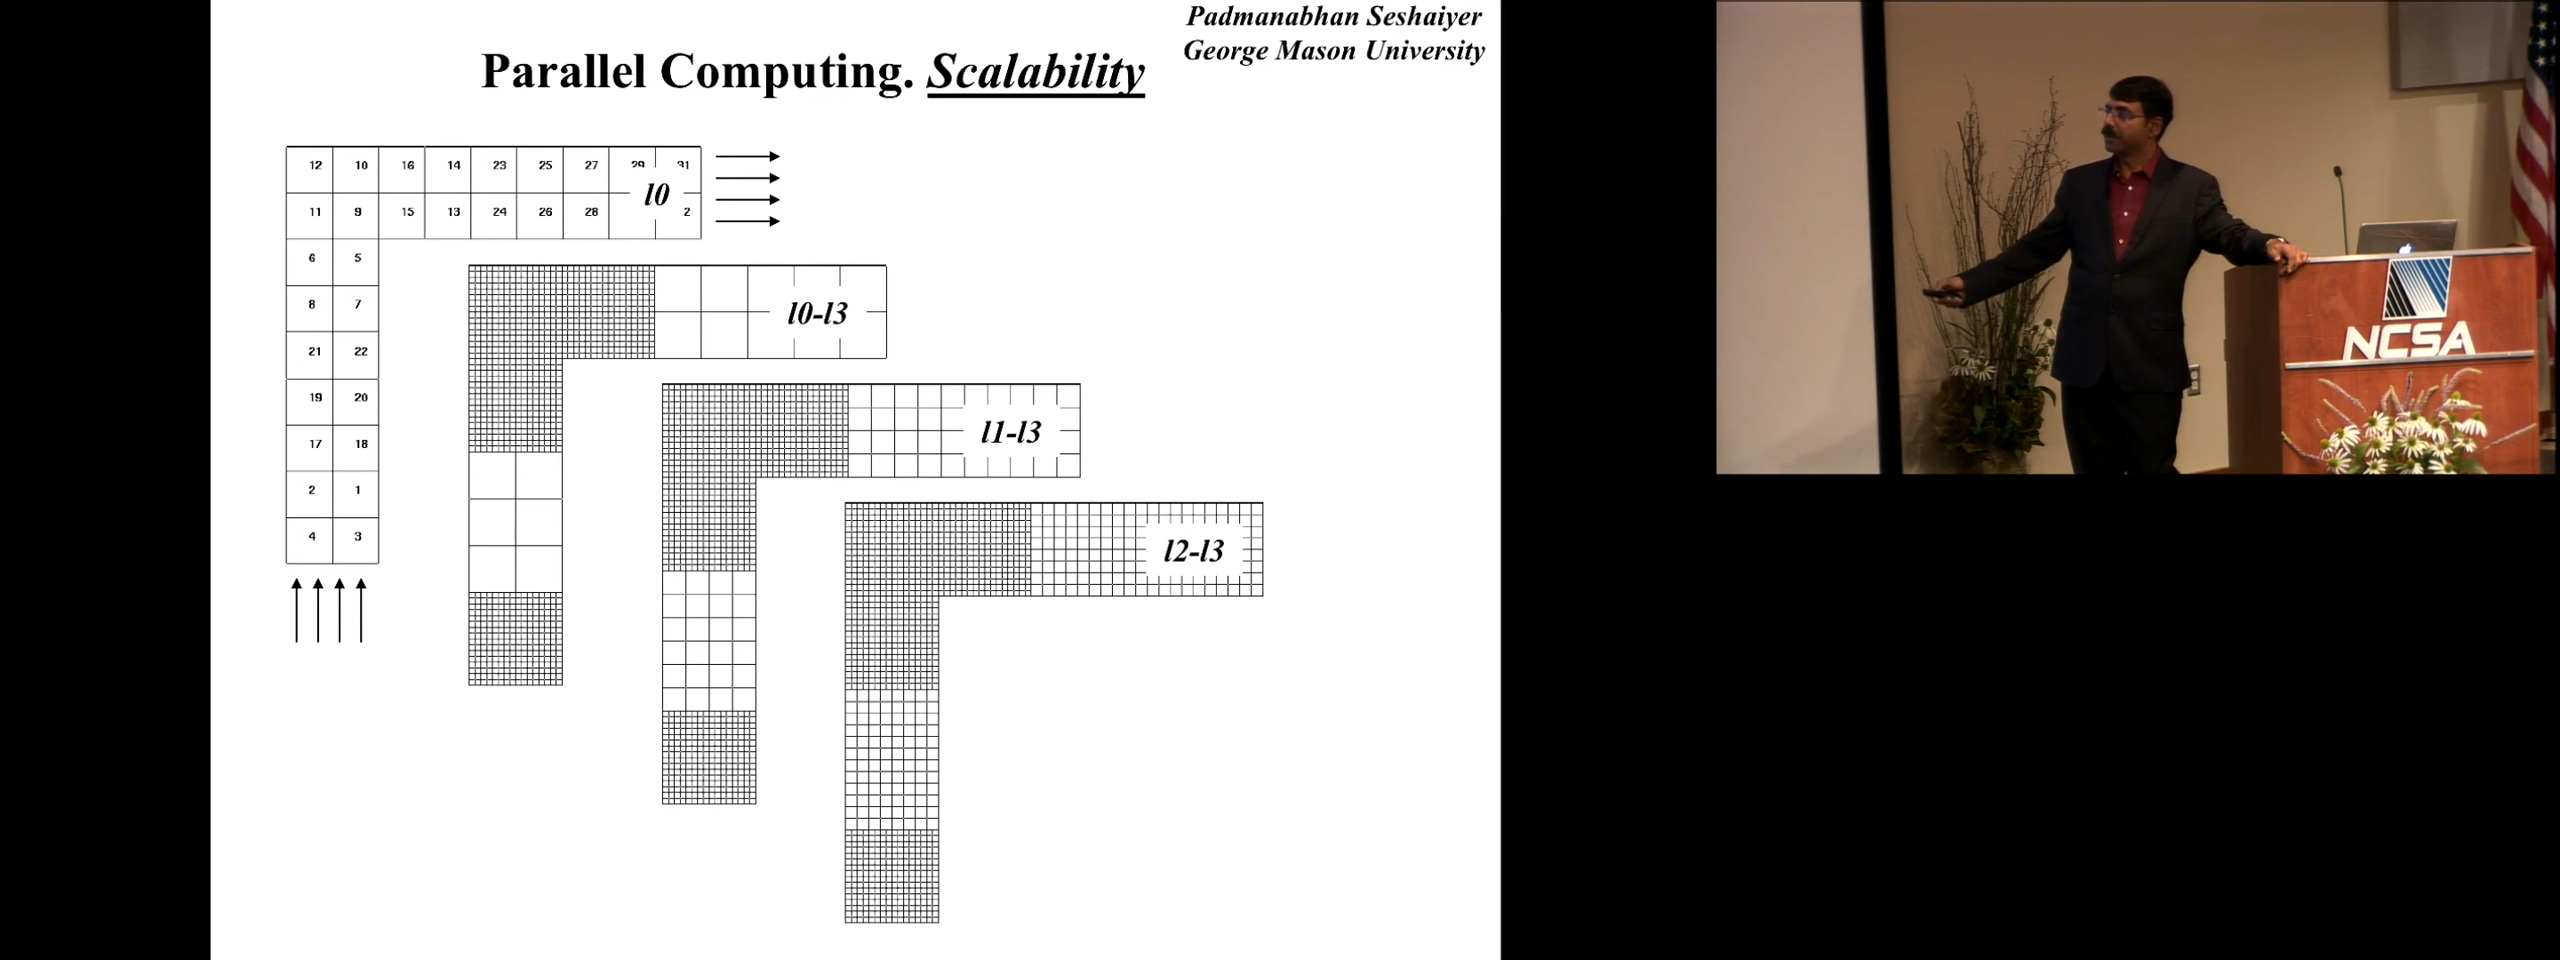 Padmanabhan Seshaiyer
George Mason University
Parallel Computing. Scalability
12 10 16 14 23 25 27 29 31
l0
11 9 15 13 24 26 28 2
6 5
8 7
21 22
19 20
17 18
2 1
4 3
l0-l3
l1-l3
l2-l3
NCSA